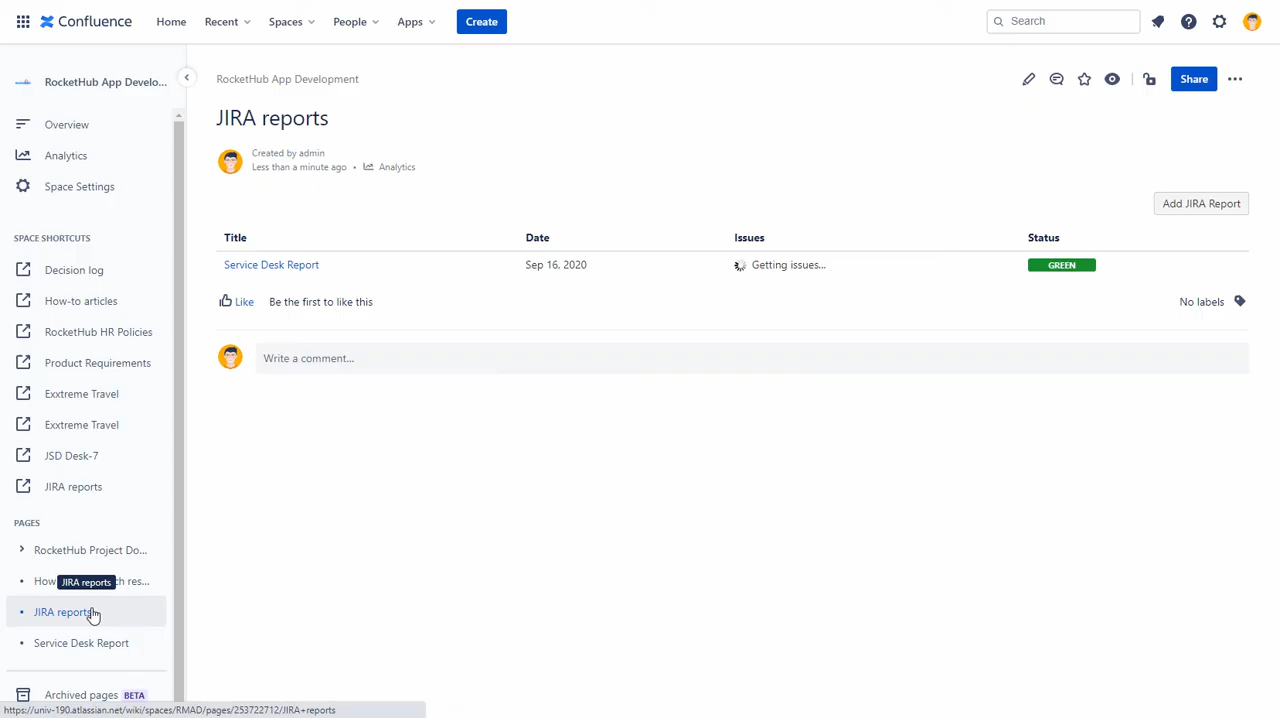 Confluence Home Recent Spaces People Apps Create Search
RocketHub App Develo...
Overview
Analytics
Space Settings
SPACE SHORTCUTS
Decision log
How-to articles
RocketHub HR Policies
Product Requirements
Exxtreme Travel
Exxtreme Travel
JSD Desk-7
JIRA reports
PAGES
RocketHub Project Do...
How ch res...
JIRA reports
JIRA reports
Service Desk Report
Archived pages BETA
https://univ-190.atlassian.net/wiki/spaces/RMAD/pages/253722712/JIRA+reports
RocketHub App Development
Share
JIRA reports
Created by admin
Less than a minute ago • Analytics
Add JIRA Report
Title Date Issues Status
Service Desk Report Sep 16, 2020 Getting issues... GREEN
Like Be the first to like this No labels
Write a comment...